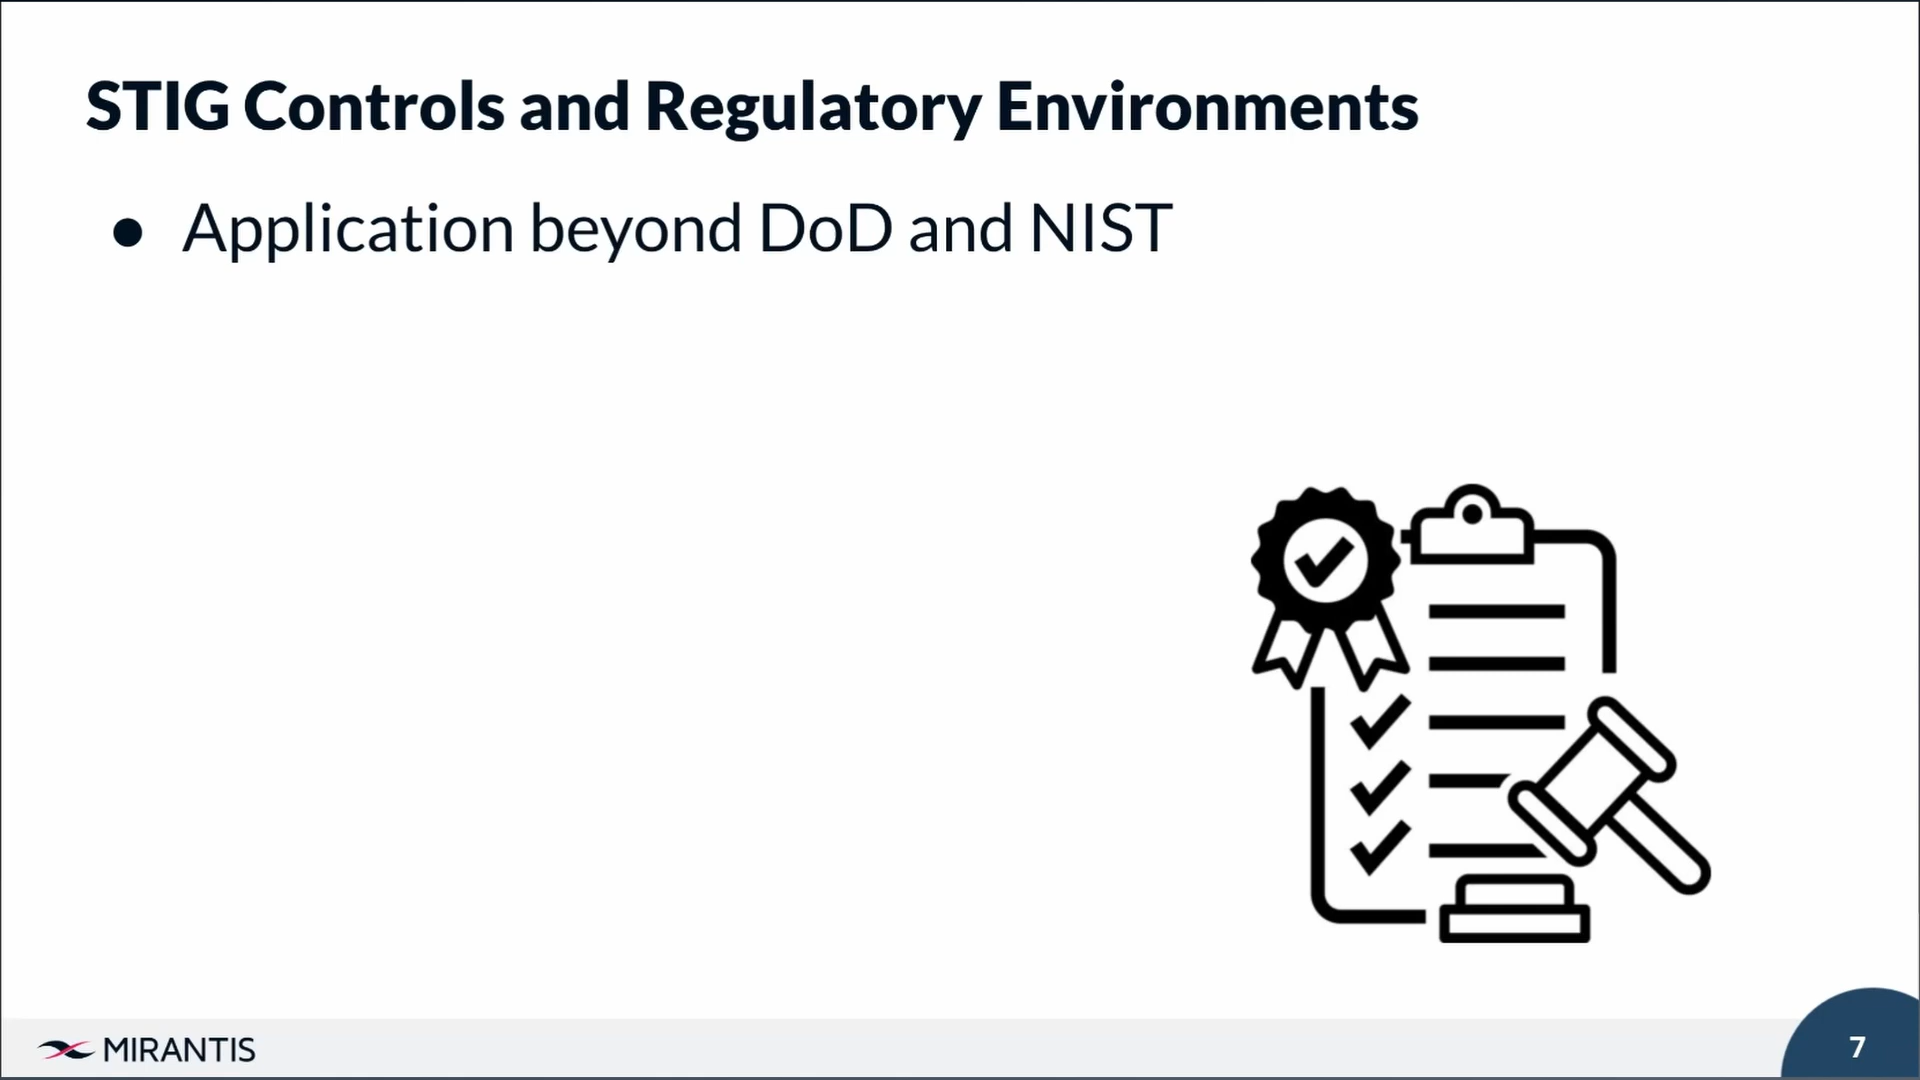 STIG Controls and Regulatory Environments
● Application beyond DoD and NIST
MIRANTIS
7